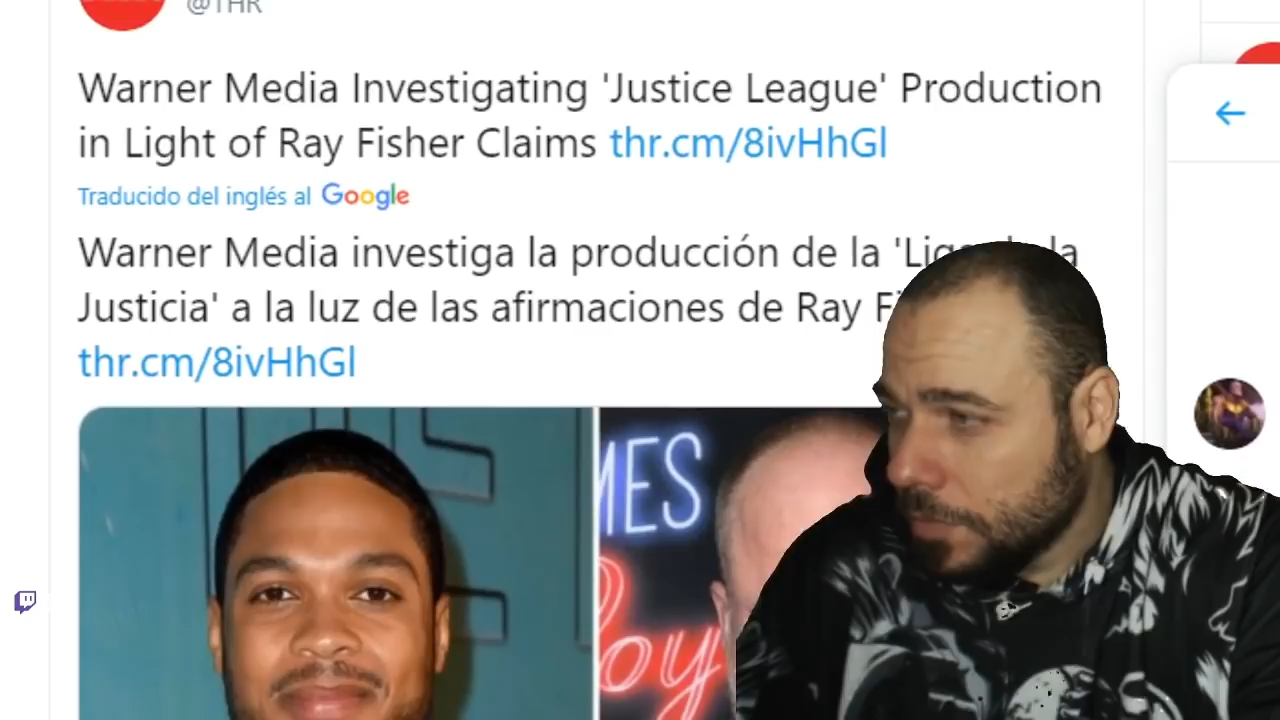 @THR
Warner Media Investigating 'Justice League' Production
in Light of Ray Fisher Claims thr.cm/8ivHhGl
Traducido del inglés al Google
Warner Media investiga la producción de la la
Justicia' a la luz de las afirmaciones de Ray
thr.cm/8ivHhGl